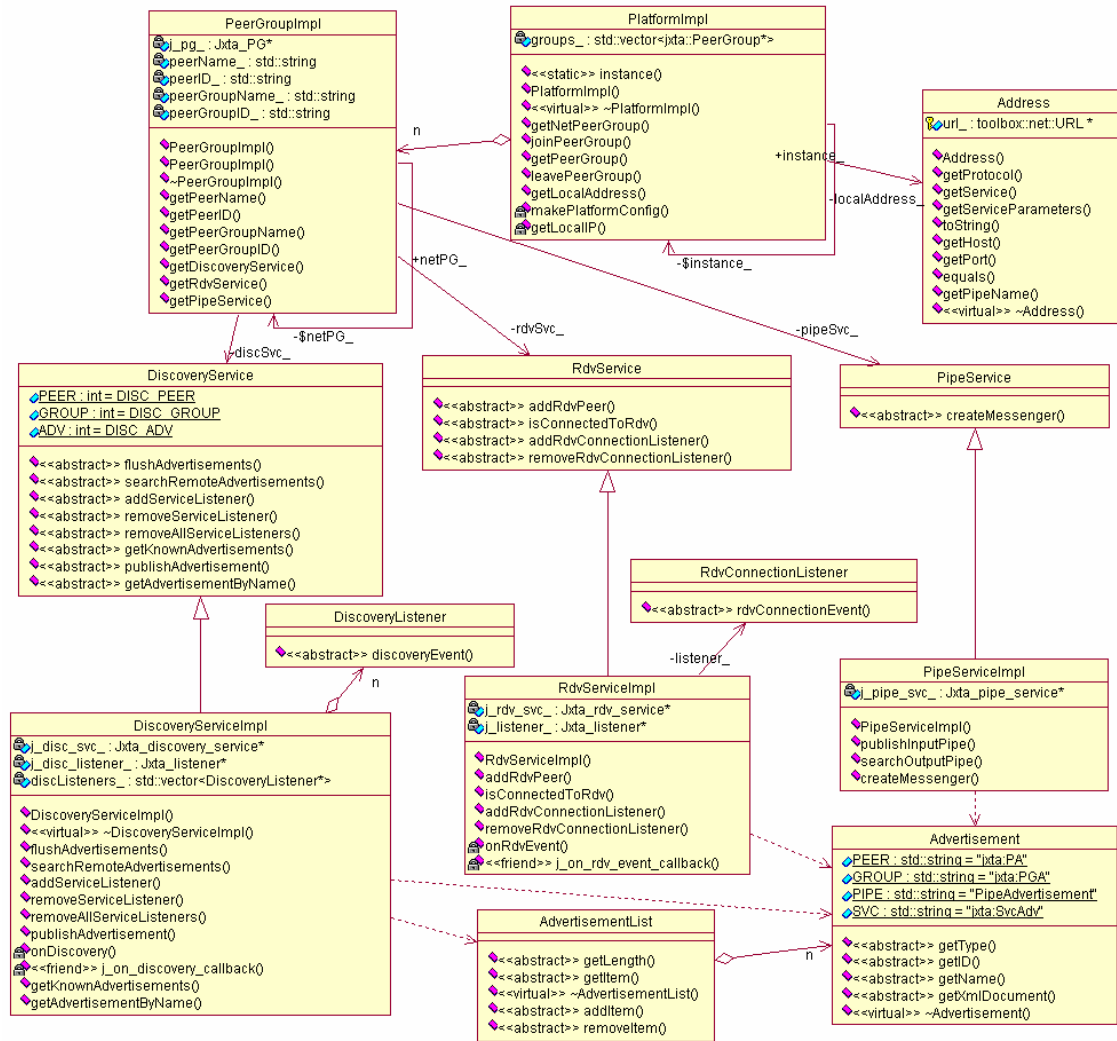 PeerGroupImpl
j_pg_ : Jxta_PG*
peerName_ : std::string
peerID_ : std::string
peerGroupName_ : std::string
peerGroupID_ : std::string
PeerGroupImpl()
PeerGroupImpl()
~PeerGroupImpl()
getPeerName()
getPeerID()
getPeerGroupName()
getPeerGroupID()
getDiscoveryService()
getRdvService()
getPipeService()
n
PlatformImpl
groups_ : std::vector<jxta::PeerGroup*>
<<static>> instance()
PlatformImpl()
<<virtual>> ~PlatformImpl()
getNetPeerGroup()
joinPeerGroup()
getPeerGroup()
leavePeerGroup()
getLocalAddress()
makePlatformConfig()
getLocalIP()
+instance_
-localAddress_
-$instance_
Address
url_ : toolbox::net::URL *
Address()
getProtocol()
getService()
getServiceParameters()
toString()
getHost()
getPort()
equals()
getPipeName()
<<virtual>> ~Address()
+netPG_
-$netPG_
-discSvc_
-rdvSvc_
-pipeSvc_
DiscoveryService
PEER : int = DISC_PEER
GROUP : int = DISC_GROUP
ADV : int = DISC_ADV
<<abstract>> flushAdvertisements()
<<abstract>> searchRemoteAdvertisements()
<<abstract>> addServiceListener()
<<abstract>> removeServiceListener()
<<abstract>> removeAllServiceListeners()
<<abstract>> getKnownAdvertisements()
<<abstract>> publishAdvertisement()
<<abstract>> getAdvertisementByName()
RdvService
<<abstract>> addRdvPeer()
<<abstract>> isConnectedToRdv()
<<abstract>> addRdvConnectionListener()
<<abstract>> removeRdvConnectionListener()
PipeService
<<abstract>> createMessenger()
DiscoveryListener
<<abstract>> discoveryEvent()
n
RdvConnectionListener
<<abstract>> rdvConnectionEvent()
-listener_
DiscoveryServiceImpl
j_disc_svc_ : Jxta_discovery_service*
j_disc_listener_ : Jxta_listener*
discListeners_ : std::vector<DiscoveryListener*>
DiscoveryServiceImpl()
<<virtual>> ~DiscoveryServiceImpl()
flushAdvertisements()
searchRemoteAdvertisements()
addServiceListener()
removeServiceListener()
removeAllServiceListeners()
publishAdvertisement()
onDiscovery()
<<friend>> j_on_discovery_callback()
getKnownAdvertisements()
getAdvertisementByName()
RdvServiceImpl
j_rdv_svc_ : Jxta_rdv_service*
j_listener_ : Jxta_listener*
RdvServiceImpl()
addRdvPeer()
isConnectedToRdv()
addRdvConnectionListener()
removeRdvConnectionListener()
onRdvEvent()
<<friend>> j_on_rdv_event_callback()
PipeServiceImpl
j_pipe_svc_ : Jxta_pipe_service*
PipeServiceImpl()
publishInputPipe()
searchOutputPipe()
createMessenger()
AdvertisementList
<<abstract>> getLength()
<<abstract>> getItem()
<<virtual>> ~AdvertisementList()
<<abstract>> addItem()
<<abstract>> removeItem()
n
Advertisement
PEER : std::string = "jxta:PA"
GROUP : std::string = "jxta:PGA"
PIPE : std::string = "PipeAdvertisement"
SVC : std::string = "jxta:SvcAdv"
<<abstract>> getType()
<<abstract>> getID()
<<abstract>> getName()
<<abstract>> getXmlDocument()
<<virtual>> ~Advertisement()